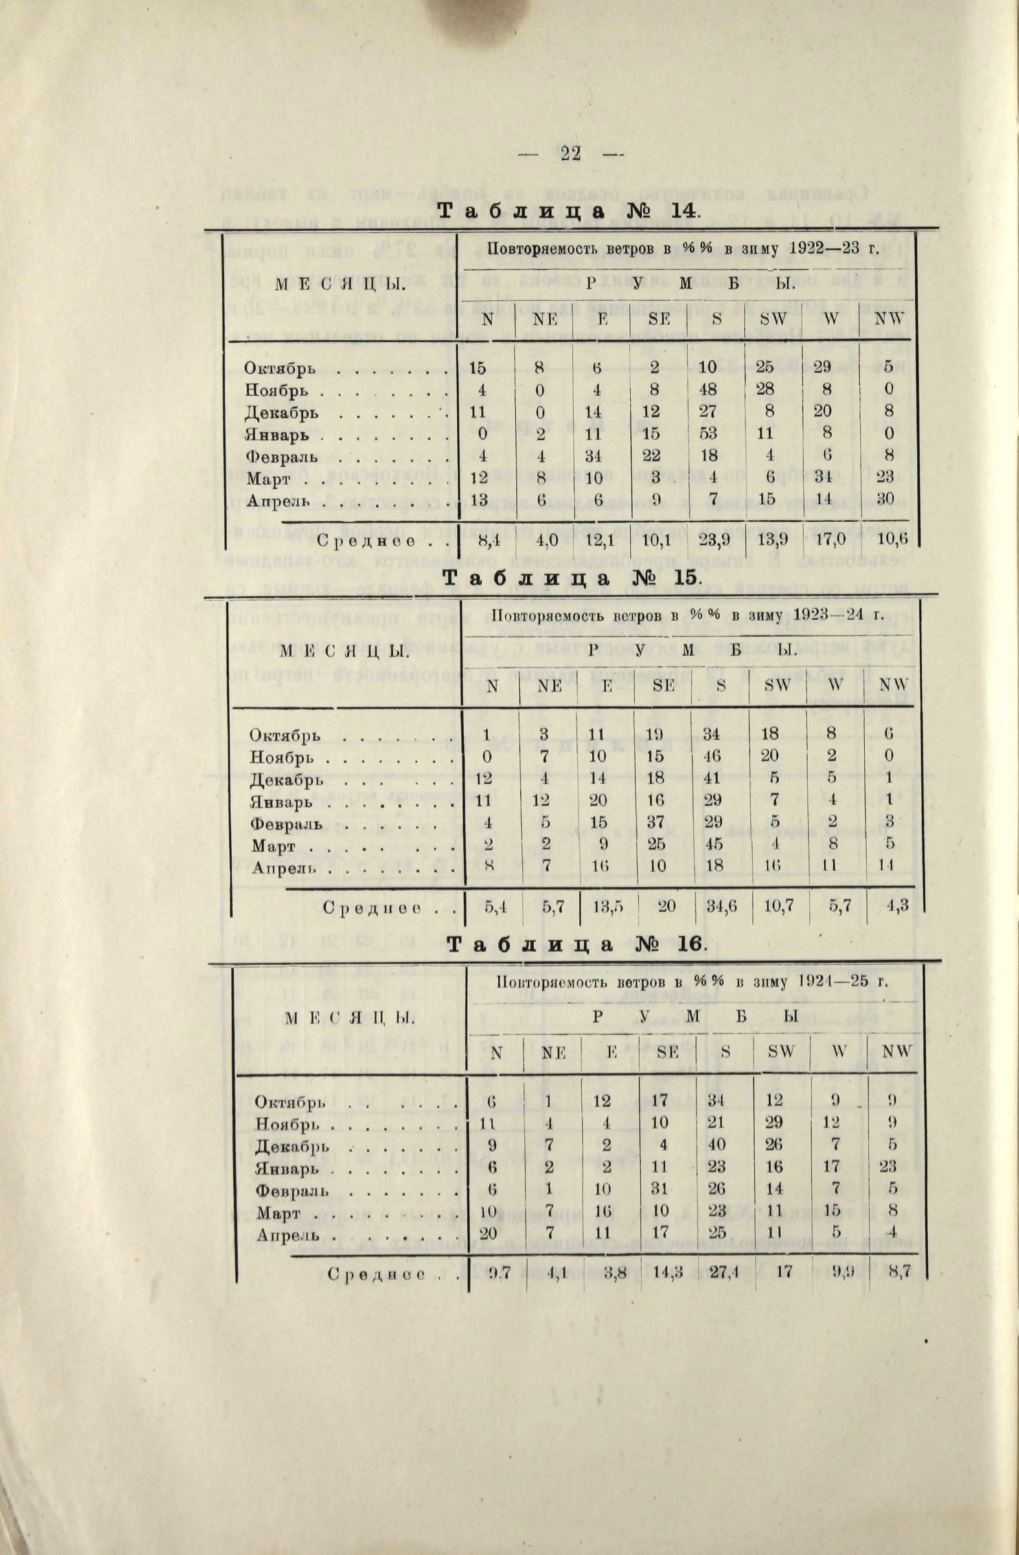 — 22 —
Таблица № 14.
МЕСЯЦЫ. Повторяемость ветров в %% в зиму 1922—23 г.
РУМБЫ.
N NE E SE S SW W NW
Октябрь . . . . . . . 15 8 6 2 10 25 29 5
Ноябрь . . . . . . . . 4 0 4 8 48 28 8 0
Декабрь . . . . . . . 11 0 14 12 27 8 20 8
Январь . . . . . . . . 0 2 11 15 53 11 8 0
Февраль . . . . . . . 4 4 34 22 18 4 6 8
Март . . . . . . . . . 12 8 10 3 4 6 34 23
Апрель . . . . . . . . 13 6 6 9 7 15 14 30
Среднее . . 8,4 4,0 12,1 10,1 23,9 13,9 17,0 10,6
Таблица № 15.
МЕСЯЦЫ. Повторяемость ветров в %% в зиму 1923—24 г.
РУМБЫ.
N NE E SE S SW W NW
Октябрь . . . . . . . 1 3 11 19 34 18 8 6
Ноябрь . . . . . . . . 0 7 10 15 46 20 2 0
Декабрь . . . . . . 12 4 14 18 41 5 5 1
Январь . . . . . . . . 11 12 20 16 29 7 4 1
Февраль . . . . . . 4 5 15 37 29 5 2 3
Март . . . . . . . . 2 2 9 25 45 4 8 5
Апрель . . . . . . . . 8 7 16 10 18 16 11 14
Среднее . . 5,4 5,7 13,5 20 34,6 10,7 5,7 4,3
Таблица № 16.
МЕСЯЦЫ. Повторяемость ветров в %% в зиму 1924—25 г.
РУМБЫ
N NE E SE S SW W NW
Октябрь . . . . . . 6 1 12 17 34 12 9 9
Ноябрь . . . . . . . . 11 4 4 10 21 29 12 9
Декабрь . . . . . . . 9 7 2 4 40 26 7 5
Январь . . . . . . . . 6 2 2 11 23 16 17 23
Февраль . . . . . . . 6 1 10 31 26 14 7 5
Март . . . . . . . . . 10 7 16 10 23 11 15 8
Апрель . . . . . . . 20 7 11 17 25 11 5 4
Среднее . . 9,7 4,1 3,8 14,3 27,4 17 9,9 8,7